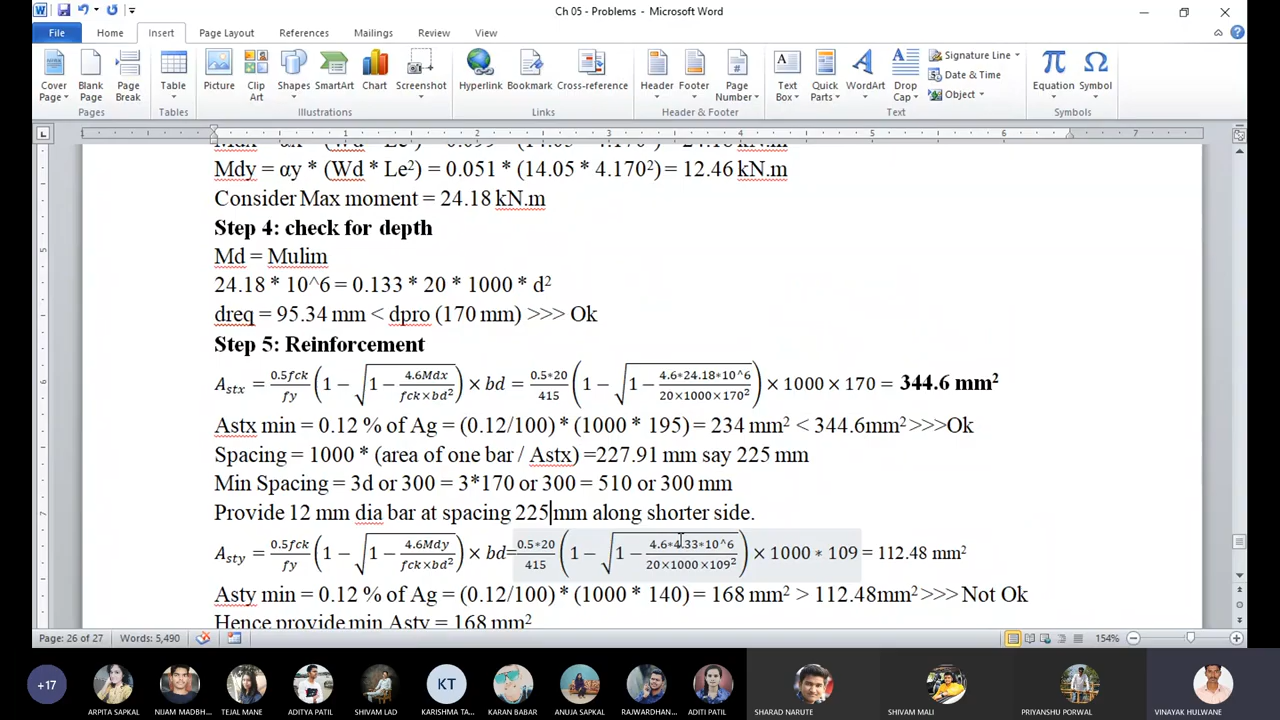 Ch 05 - Problems - Microsoft Word
File Home Insert Page Layout References Mailings Review View
Cover Page Blank Page Page Break Table Picture Clip Art Shapes SmartArt Chart Screenshot Hyperlink Bookmark Cross-reference Header Footer Page Number Text Box Quick Parts WordArt Drop Cap Signature Line Date & Time Object Equation Symbol
Pages Tables Illustrations Links Header & Footer Text Symbols
1 2 3 4 5 6 7
Mdy = αy * (Wd * Le²) = 0.051 * (14.05 * 4.170²) = 12.46 kN.m
Consider Max moment = 24.18 kN.m
Step 4: check for depth
Md = Mulim
24.18 * 10^6 = 0.133 * 20 * 1000 * d²
dreq = 95.34 mm < dpro (170 mm) >>> Ok
Step 5: Reinforcement
A_stx = 0.5fck/fy (1 − √(1 − 4.6Mdx/(fck×bd²))) × bd = 0.5*20/415 (1 − √(1 − 4.6*24.18*10^6/(20×1000×170²))) × 1000 × 170 = 344.6 mm²
Astx min = 0.12 % of Ag = (0.12/100) * (1000 * 195) = 234 mm² < 344.6mm² >>>Ok
Spacing = 1000 * (area of one bar / Astx) =227.91 mm say 225 mm
Min Spacing = 3d or 300 = 3*170 or 300 = 510 or 300 mm
Provide 12 mm dia bar at spacing 225 mm along shorter side.
A_sty = 0.5fck/fy (1 − √(1 − 4.6Mdy/(fck×bd²))) × bd= 0.5*20/415 (1 − √(1 − 4.6*4.33*10^6/(20×1000×109²))) × 1000 * 109 = 112.48 mm²
Asty min = 0.12 % of Ag = (0.12/100) * (1000 * 140) = 168 mm² > 112.48mm² >>> Not Ok
Hence provide min Asty = 168 mm²
Page: 26 of 27 Words: 5,490 154%
+17 KT
ARPITA SAPKAL NIJAM MADBH... TEJAL MANE ADITYA PATIL SHIVAM LAD KARISHMA TA... KARAN BABAR ANUJA SAPKAL RAJWARDHAN... ADITI PATIL SHARAD NARUTE SHIVAM MALI PRIYANSHU PORWAL VINAYAK HULWANE